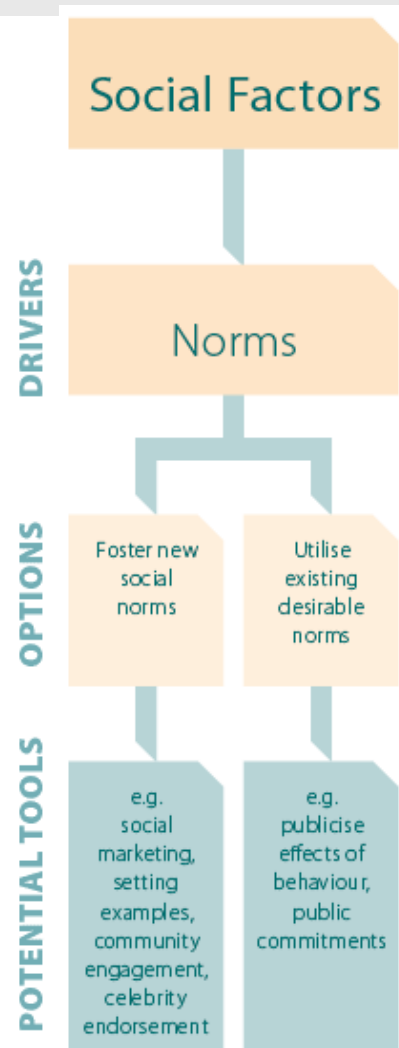 Social Factors
DRIVERS
Norms
OPTIONS
Foster new
social
norms
Utilise
existing
desirable
norms
POTENTIAL TOOLS
e.g.
social
marketing,
setting
examples,
community
engagement,
celebrity
endorsement
e.g.
publicise
effects of
behaviour,
public
commitments